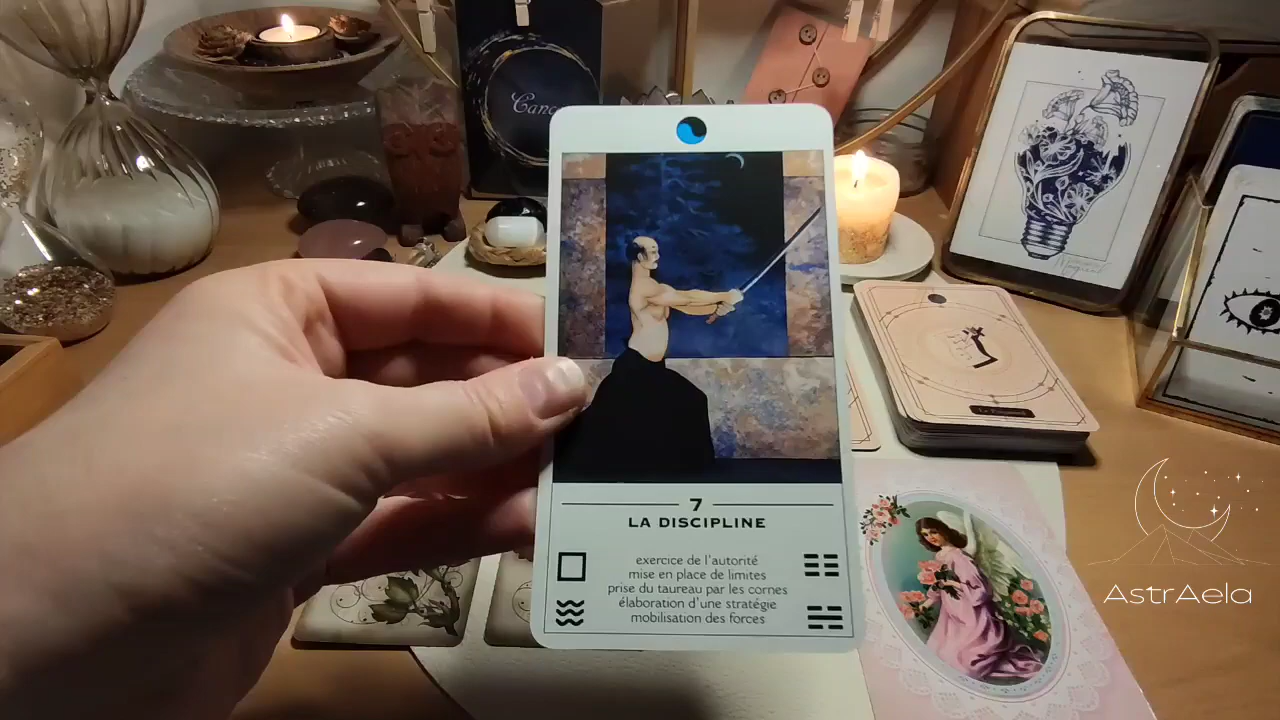 Canc
7
LA DISCIPLINE
exercice de l'autorité
mise en place de limites
prise du taureau par les cornes
élaboration d'une stratégie
mobilisation des forces
AstrAela